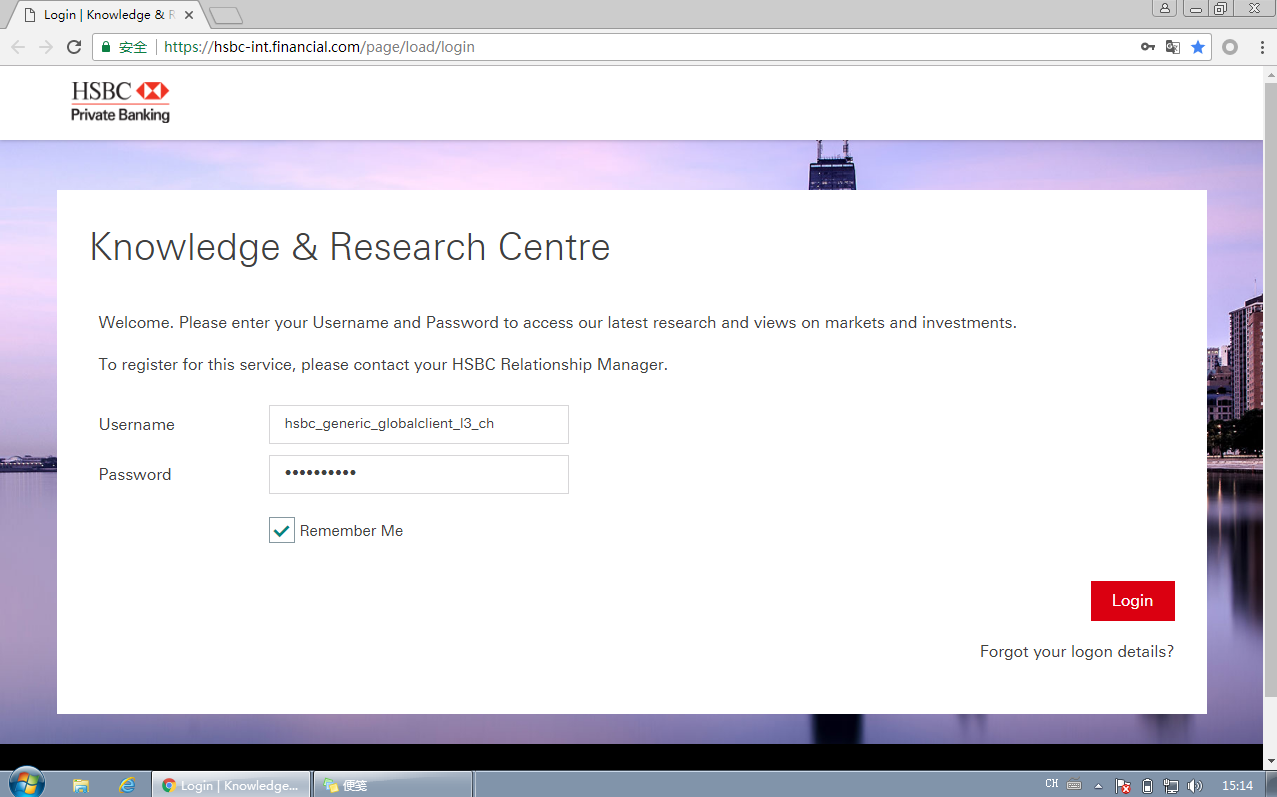 Login | Knowledge & R
安全
https://hsbc-int.financial.com/page/load/login
HSBC
Private Banking
Knowledge & Research Centre
Welcome. Please enter your Username and Password to access our latest research and views on markets and investments.
To register for this service, please contact your HSBC Relationship Manager.
Username
hsbc_generic_globalclient_l3_ch
Password
••••••••••
Remember Me
Login
Forgot your logon details?
Login | Knowledge...
便笺
CH
15:14